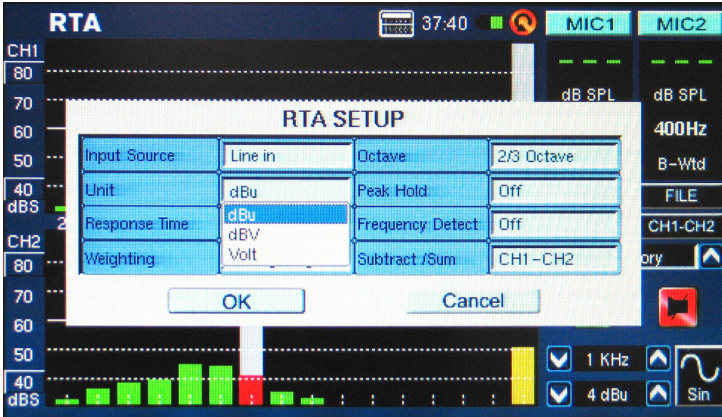 RTA 37:40 MIC1 MIC2
CH1
80
70
60
50
40
dBS
CH2
80
70
60
50
40
dBS
dB SPL dB SPL
400Hz
B-Wtd
FILE
CH1-CH2
RTA SETUP
Input Source Line in Octave 2/3 Octave
Unit dBu Peak Hold Off
Response Time Frequency Detect Off
Weighting Subtract /Sum CH1-CH2
dBu
dBV
Volt
OK Cancel
1 KHz
4 dBu Sin